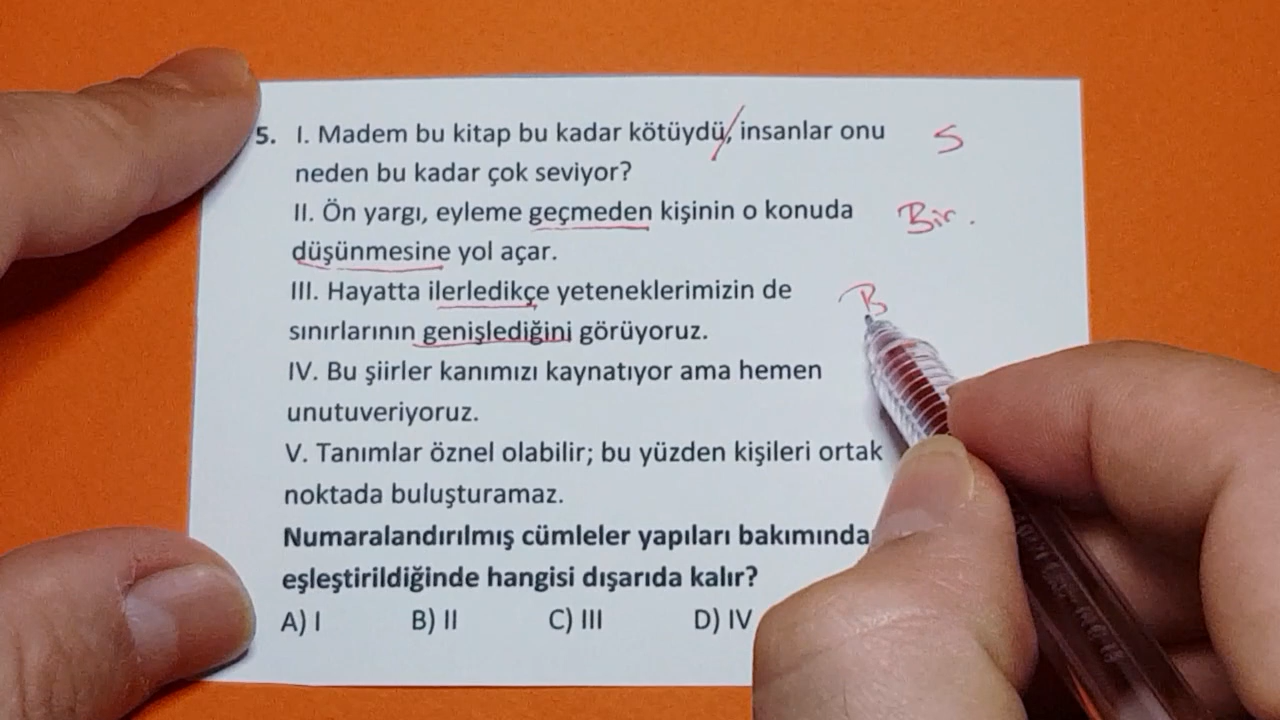 5. I. Madem bu kitap bu kadar kötüydü, insanlar onu S
neden bu kadar çok seviyor?
II. Ön yargı, eyleme geçmeden kişinin o konuda Bir.
düşünmesine yol açar.
III. Hayatta ilerledikçe yeteneklerimizin de B
sınırlarının genişlediğini görüyoruz.
IV. Bu şiirler kanımızı kaynatıyor ama hemen
unutuveriyoruz.
V. Tanımlar öznel olabilir; bu yüzden kişileri ortak
noktada buluşturamaz.
Numaralandırılmış cümleler yapıları bakımında
eşleştirildiğinde hangisi dışarıda kalır?
A) I B) II C) III D) IV